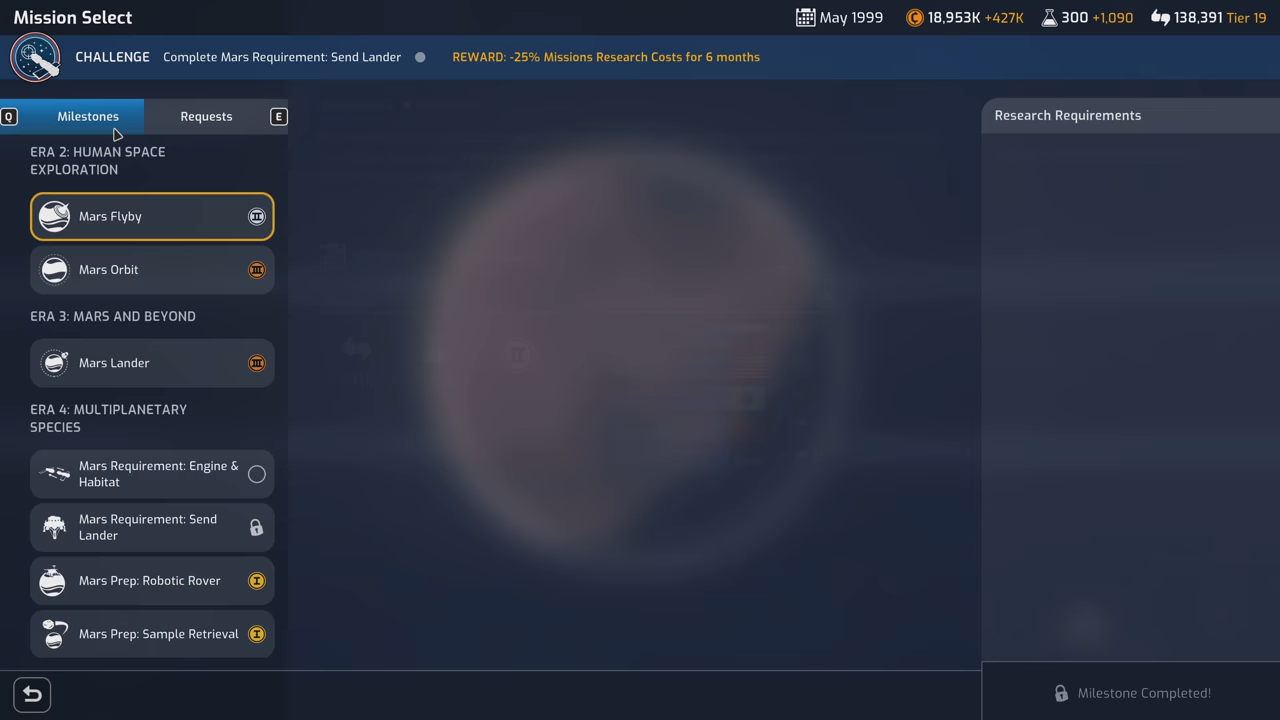 Mission Select
May 1999
18,953K +427K
300 +1,090
138,391 Tier 19
CHALLENGE
Complete Mars Requirement: Send Lander
REWARD: -25% Missions Research Costs for 6 months
Q
Milestones
Requests
E
ERA 2: HUMAN SPACE
EXPLORATION
Mars Flyby
II
Mars Orbit
III
ERA 3: MARS AND BEYOND
Mars Lander
III
ERA 4: MULTIPLANETARY
SPECIES
Mars Requirement: Engine &
Habitat
Mars Requirement: Send
Lander
Mars Prep: Robotic Rover
I
Mars Prep: Sample Retrieval
I
Research Requirements
Milestone Completed!